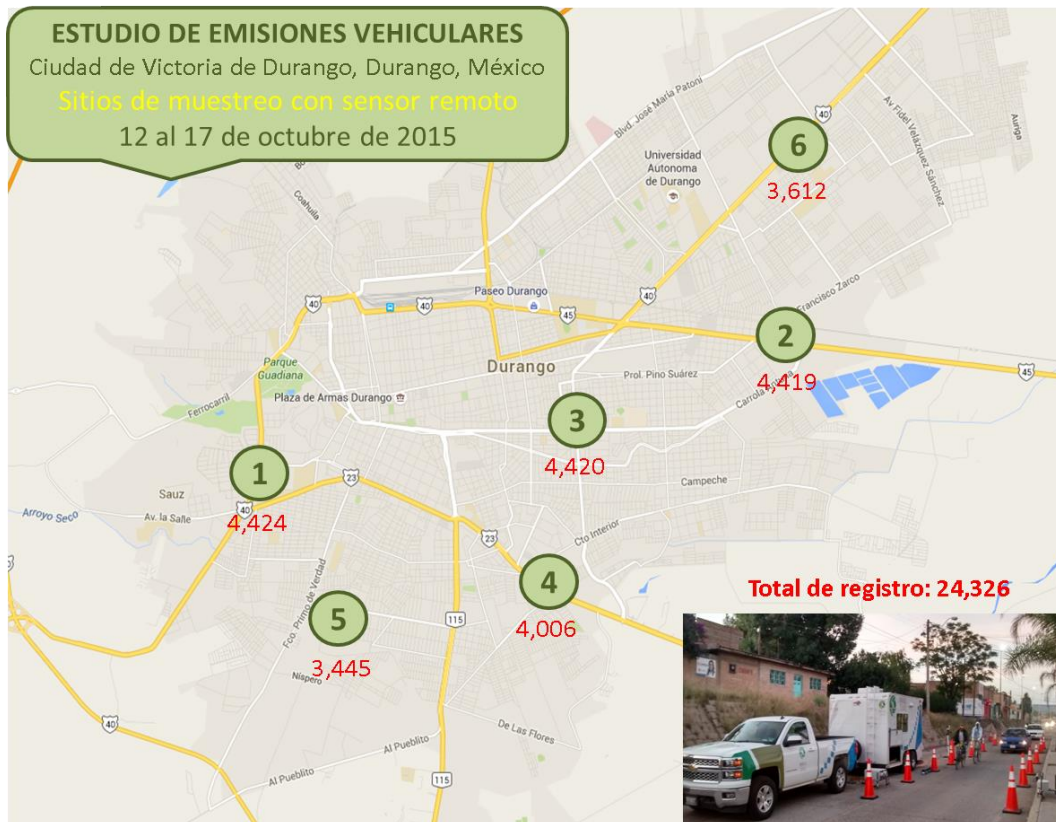 ESTUDIO DE EMISIONES VEHICULARES
Ciudad de Victoria de Durango, Durango, México
Sitios de muestreo con sensor remoto
12 al 17 de octubre de 2015
Blvd. José María Patoni
40
Av Fidel Velázquez Sánchez
Auriga
6
3,612
Universidad
Autonoma
de Durango
Coahuila
Francisco Zarco
40
Paseo Durango
40
40
45
2
4,419
45
Durango
Prol. Pino Suárez
Parque
Guadiana
Ferrocarril
Plaza de Armas Durango
Carrola
3
4,420
1
4,424
Sauz
Av. la Salle
40
Arroyo Seco
23
Campeche
23
Cto Interior
4
4,006
Fco. Primo de Verdad
5
3,445
115
Níspero
Total de registro: 24,326
40
De Las Flores
Al Pueblito
Al Pueblito
115